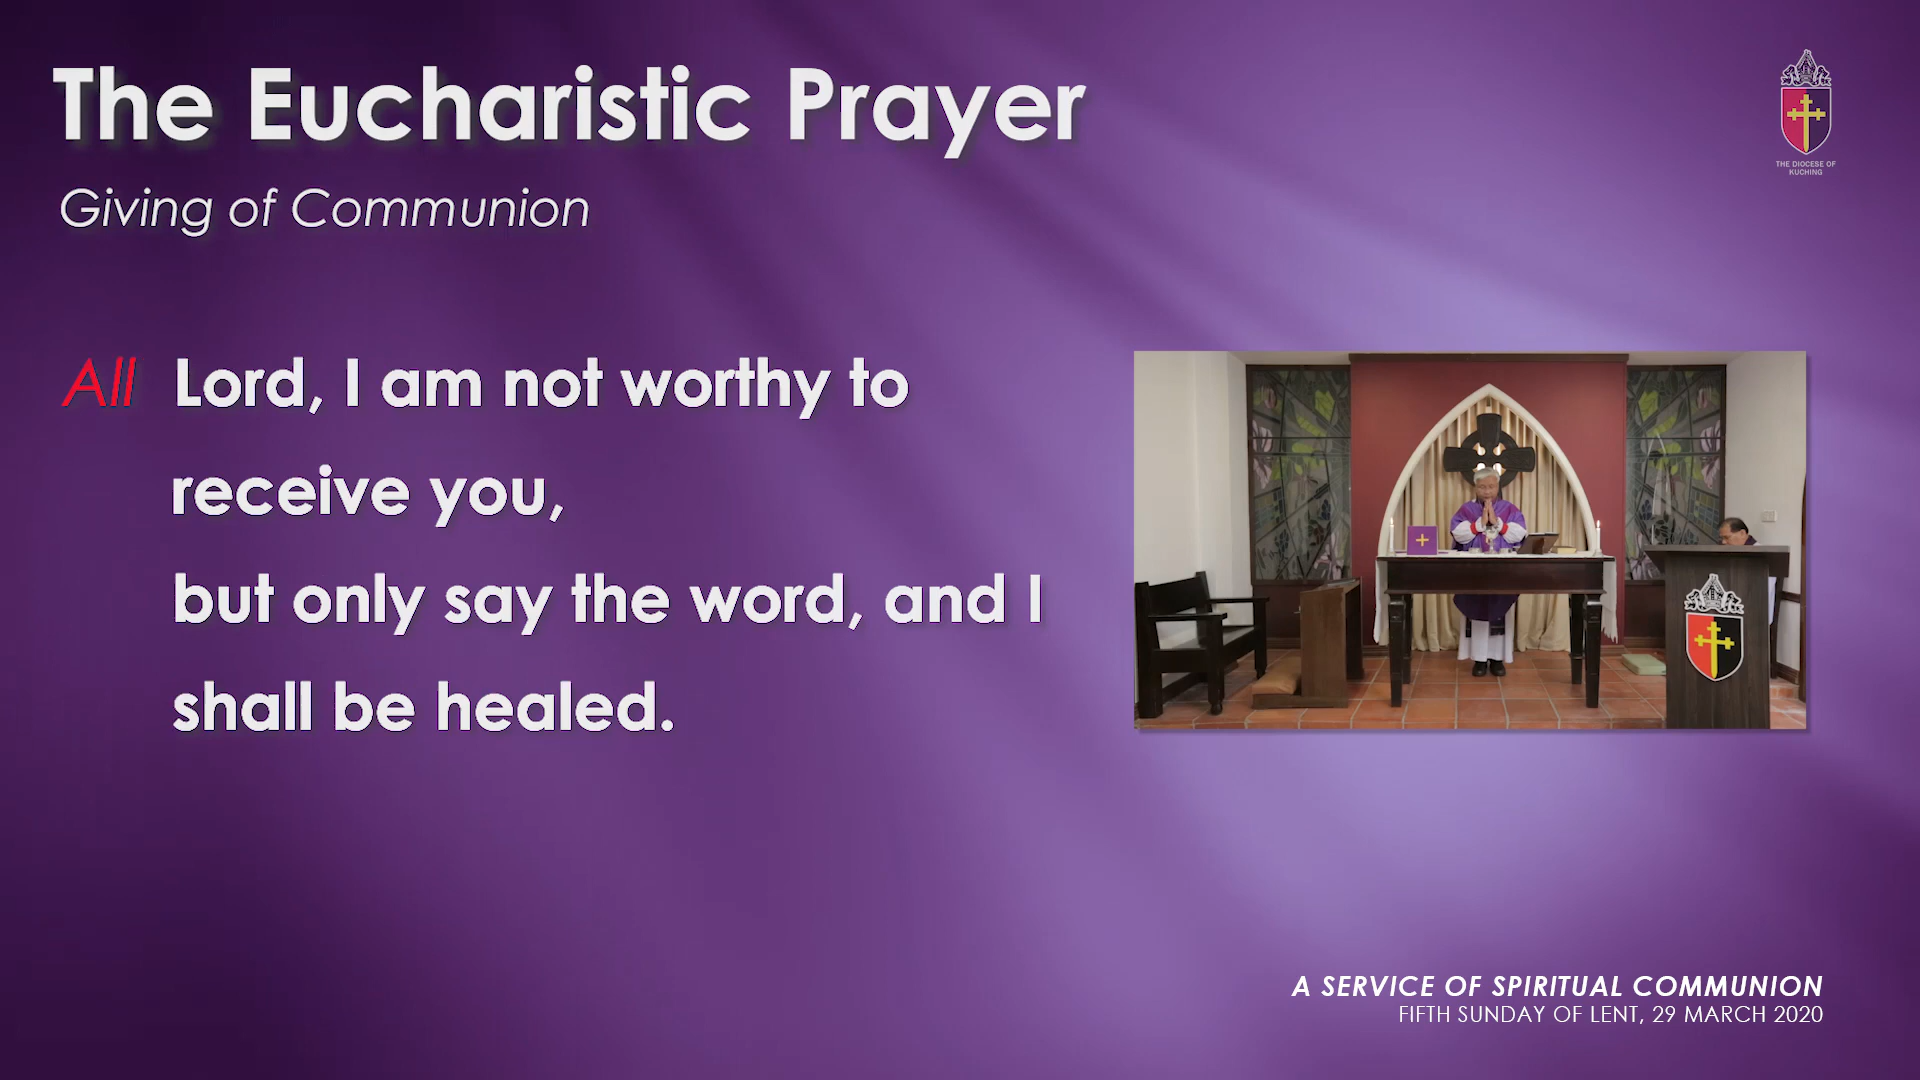 The Eucharistic Prayer
Giving of Communion
THE DIOCESE OF
KUCHING
All Lord, I am not worthy to
receive you,
but only say the word, and I
shall be healed.
A SERVICE OF SPIRITUAL COMMUNION
FIFTH SUNDAY OF LENT, 29 MARCH 2020